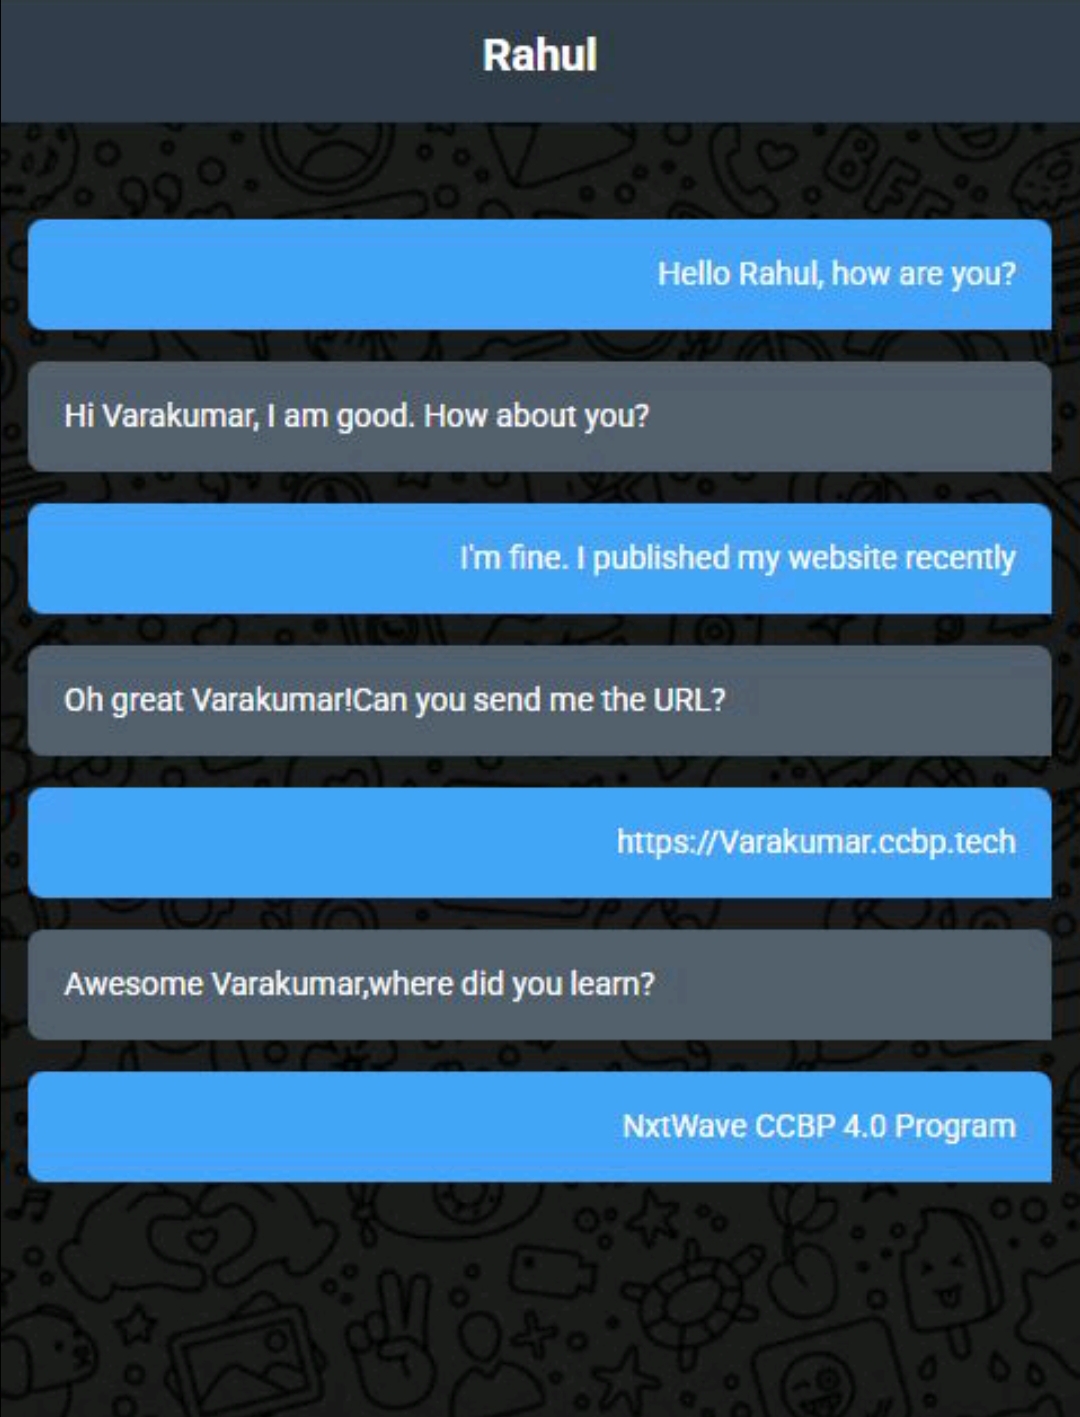 Rahul
BFF
Hello Rahul, how are you?
Hi Varakumar, I am good. How about you?
I'm fine. I published my website recently
Oh great Varakumar!Can you send me the URL?
https://Varakumar.ccbp.tech
Awesome Varakumar,where did you learn?
NxtWave CCBP 4.0 Program